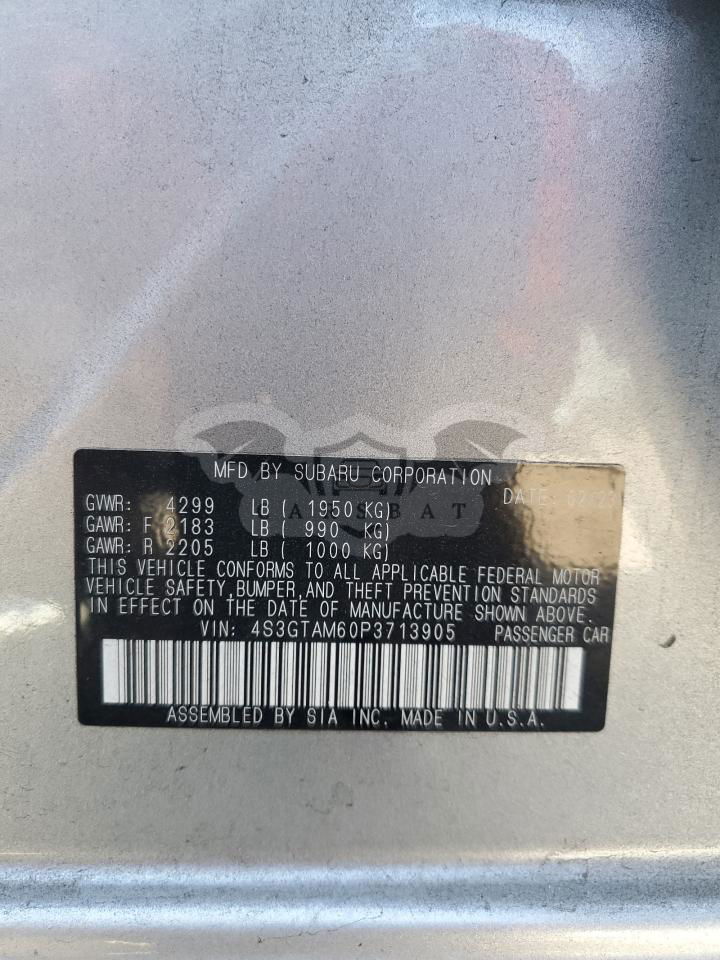 MFD.BY SUBARU CORPORATION
DATE:
GVWR: 4299 LB ( 1950 KG)
GAWR: F 2183 LB ( 990 KG)
GAWR: R 2205 LB ( 1000 KG)
THIS VEHICLE CONFORMS TO ALL APPLICABLE FEDERAL MOTOR
VEHICLE SAFETY,BUMPER,AND THEFT PREVENTION STANDARDS
IN EFFECT ON THE DATE OF MANUFACTURE SHOWN ABOVE.
VIN: 4S3GTAM60P3713905 PASSENGER CAR
ASSEMBLED BY SIA INC. MADE IN U.S.A.